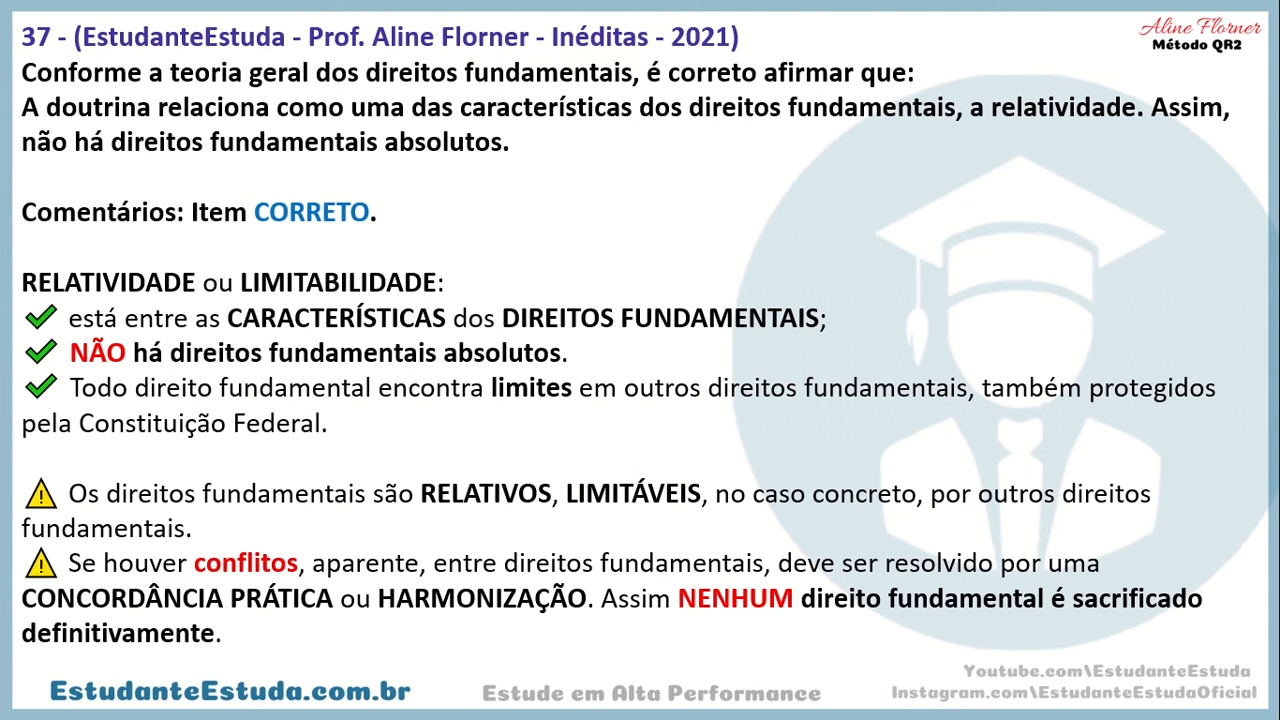 37 - (EstudanteEstuda - Prof. Aline Florner - Inéditas - 2021)
Aline Florner
Método QR2
Conforme a teoria geral dos direitos fundamentais, é correto afirmar que:
A doutrina relaciona como uma das características dos direitos fundamentais, a relatividade. Assim,
não há direitos fundamentais absolutos.
Comentários: Item CORRETO.
RELATIVIDADE ou LIMITABILIDADE:
está entre as CARACTERÍSTICAS dos DIREITOS FUNDAMENTAIS;
NÃO há direitos fundamentais absolutos.
Todo direito fundamental encontra limites em outros direitos fundamentais, também protegidos
pela Constituição Federal.
Os direitos fundamentais são RELATIVOS, LIMITÁVEIS, no caso concreto, por outros direitos
fundamentais.
Se houver conflitos, aparente, entre direitos fundamentais, deve ser resolvido por uma
CONCORDÂNCIA PRÁTICA ou HARMONIZAÇÃO. Assim NENHUM direito fundamental é sacrificado
definitivamente.
EstudanteEstuda.com.br
Estude em Alta Performance
Youtube.com\EstudanteEstuda
Instagram.com\EstudanteEstudaOficial